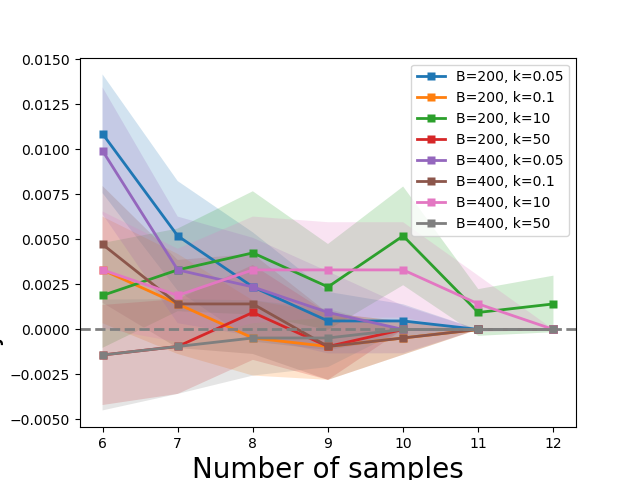 0.0150
0.0125
0.0100
0.0075
0.0050
0.0025
0.0000
−0.0025
−0.0050
B=200, k=0.05
B=200, k=0.1
B=200, k=10
B=200, k=50
B=400, k=0.05
B=400, k=0.1
B=400, k=10
B=400, k=50
6 7 8 9 10 11 12
Number of samples